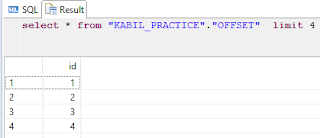 SQL Result
select * from "KABIL_PRACTICE"."OFFSET" limit 4
id
1 1
2 2
3 3
4 4